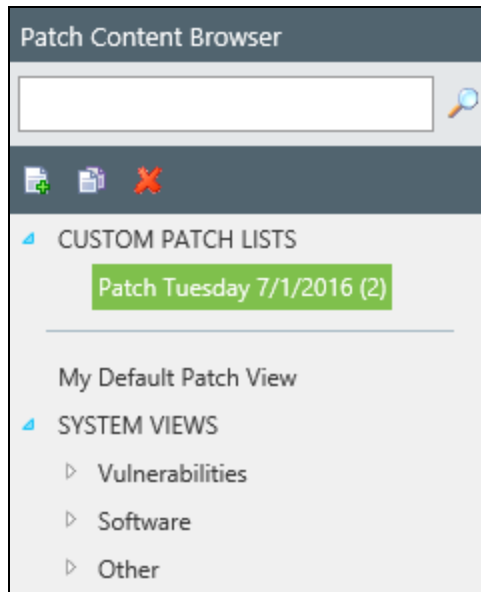 Patch Content Browser
CUSTOM PATCH LISTS
Patch Tuesday 7/1/2016 (2)
My Default Patch View
SYSTEM VIEWS
Vulnerabilities
Software
Other